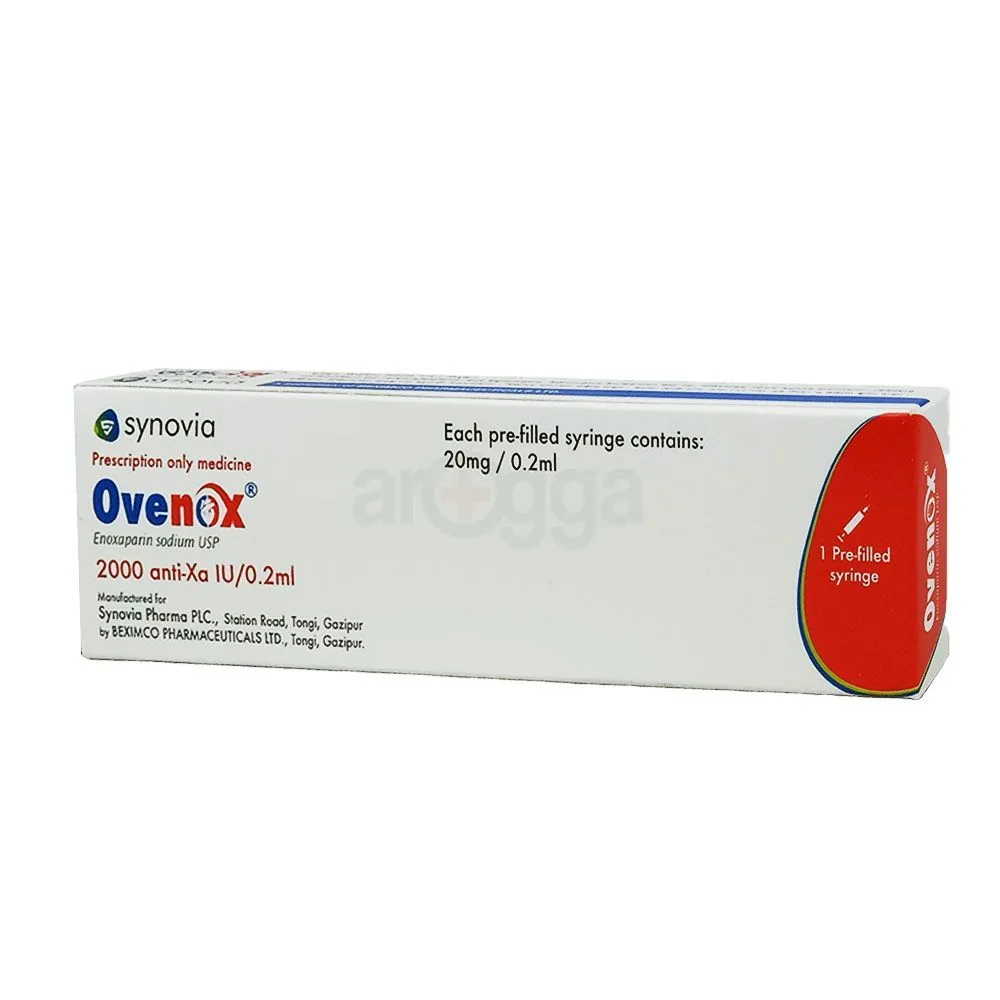 synovia
Prescription only medicine
Ovenox®
Enoxaparin sodium USP
2000 anti-Xa IU/0.2ml
Manufactured for
Synovia Pharma PLC., Station Road, Tongi, Gazipur
by BEXIMCO PHARMACEUTICALS LTD., Tongi, Gazipur.
Each pre-filled syringe contains:
20mg / 0.2ml
arogga
1 Pre-filled
syringe
Ovenox®
synovia